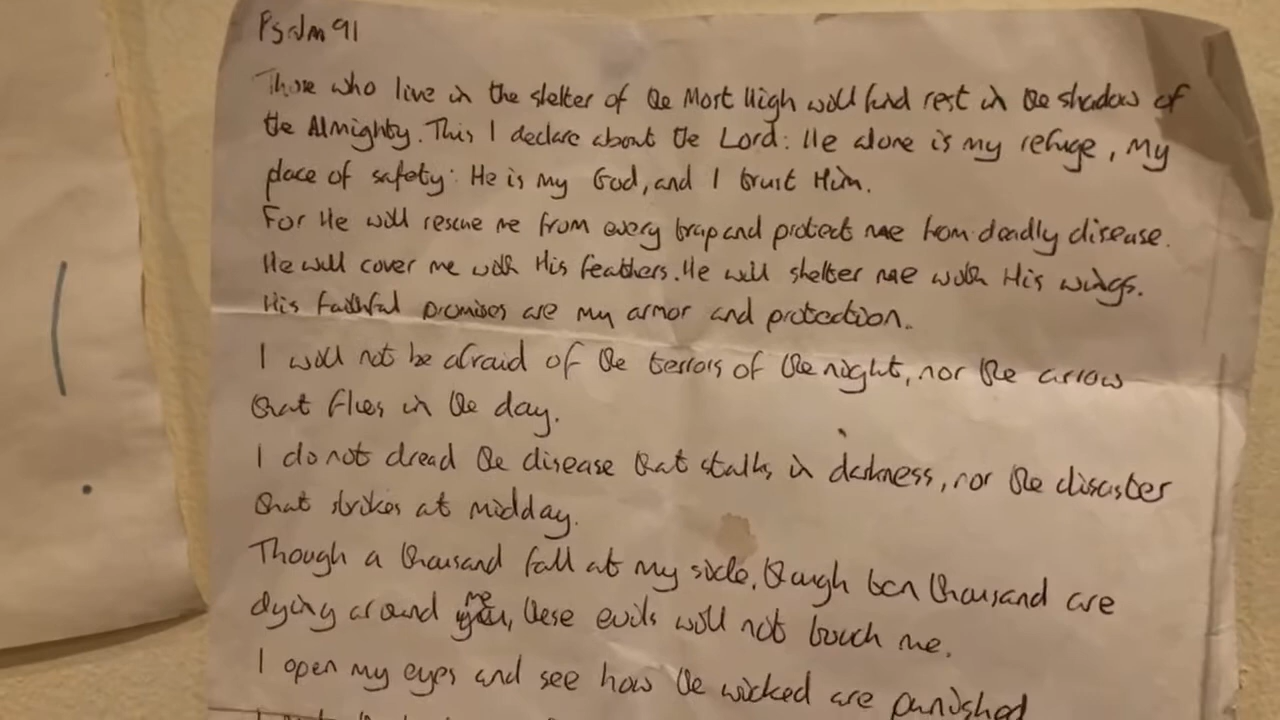 Psalm 91
Those who live in the shelter of the Most High will find rest in the shadow of
the Almighty. This I declare about the Lord: He alone is my refuge, my
place of safety: He is my God, and I trust Him.
For He will rescue me from every trap and protect me from deadly disease.
He will cover me with His feathers. He will shelter me with His wings.
His faithful promises are my armor and protection.
I will not be afraid of the terrors of the night, nor the arrow
that flies in the day.
I do not dread the disease that stalks in darkness, nor the disaster
that strikes at midday.
Though a thousand fall at my side, though ten thousand are
dying around me, these evils will not touch me.
I open my eyes and see how the wicked are punished